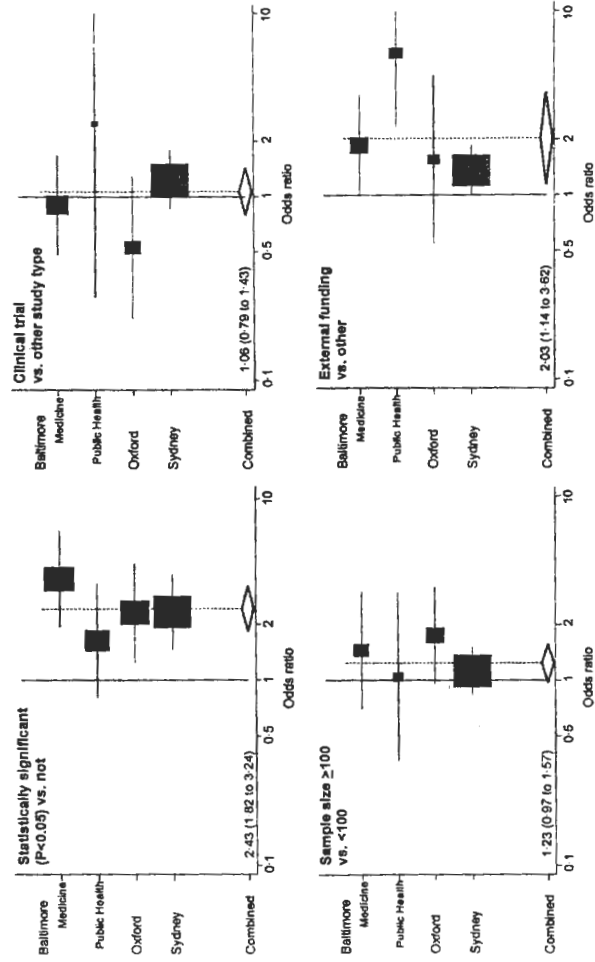 Statistically significant
(P<0.05) vs. not
Baltimore
Medicine
Public Health
Oxford
Sydney
Combined
2·43 (1·82 to 3·24)
0·1 0·5 1 2 10
Odds ratio
Clinical trial
vs. other study type
Baltimore
Medicine
Public Health
Oxford
Sydney
Combined
1·06 (0·79 to 1·43)
0·1 0·5 1 2 10
Odds ratio
Sample size ≥100
vs. <100
Baltimore
Medicine
Public Health
Oxford
Sydney
Combined
1·23 (0·97 to 1·57)
0·1 0·5 1 2 10
Odds ratio
External funding
vs. other
Baltimore
Medicine
Public Health
Oxford
Sydney
Combined
2·03 (1·14 to 3·62)
0·1 0·5 1 2 10
Odds ratio